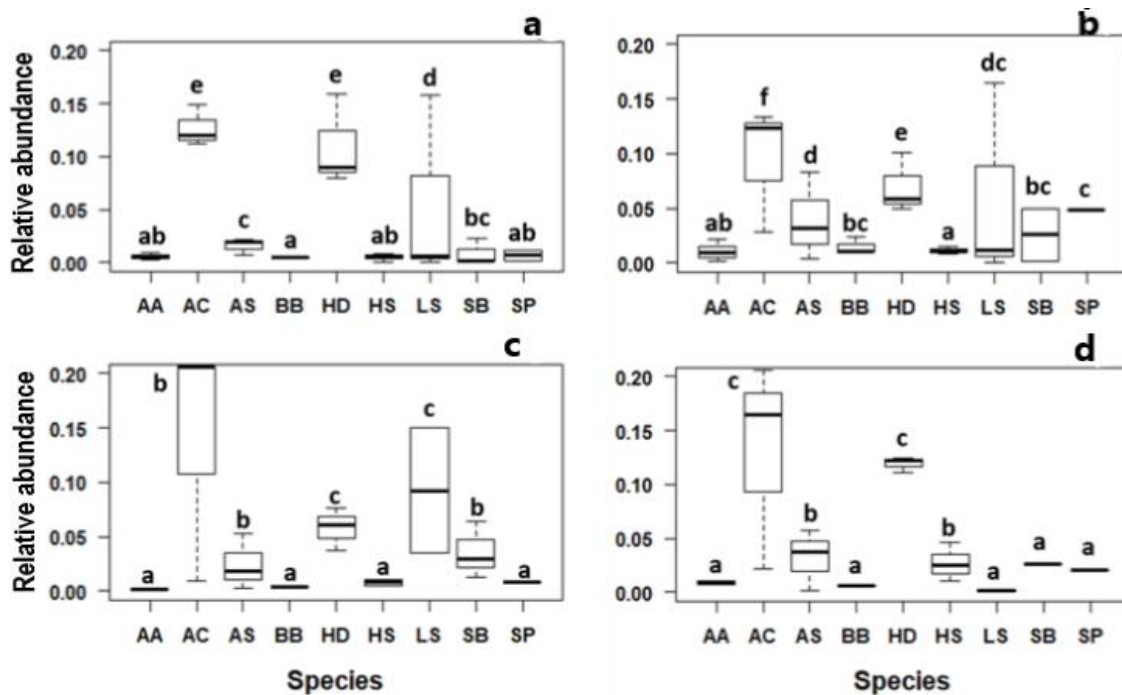 a
Relative abundance
0.20
0.15
0.10
0.05
0.00
ab e c a e ab d bc ab
AA AC AS BB HD HS LS SB SP
b
0.20
0.15
0.10
0.05
0.00
ab f d bc e a dc bc c
AA AC AS BB HD HS LS SB SP
c
Relative abundance
0.20
0.15
0.10
0.05
0.00
a b b a c a c b a
AA AC AS BB HD HS LS SB SP
Species
d
0.20
0.15
0.10
0.05
0.00
a c b a c b a a a
AA AC AS BB HD HS LS SB SP
Species